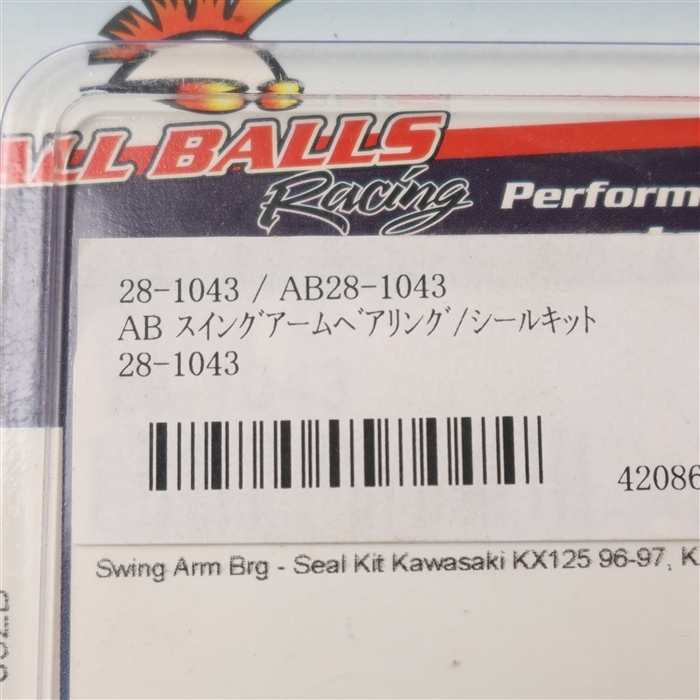 ALL BALLS
Racing
Perform
28-1043 / AB28-1043
AB スイングアームベアリング/シールキット
28-1043
42086
Swing Arm Brg - Seal Kit Kawasaki KX125 96-97, K